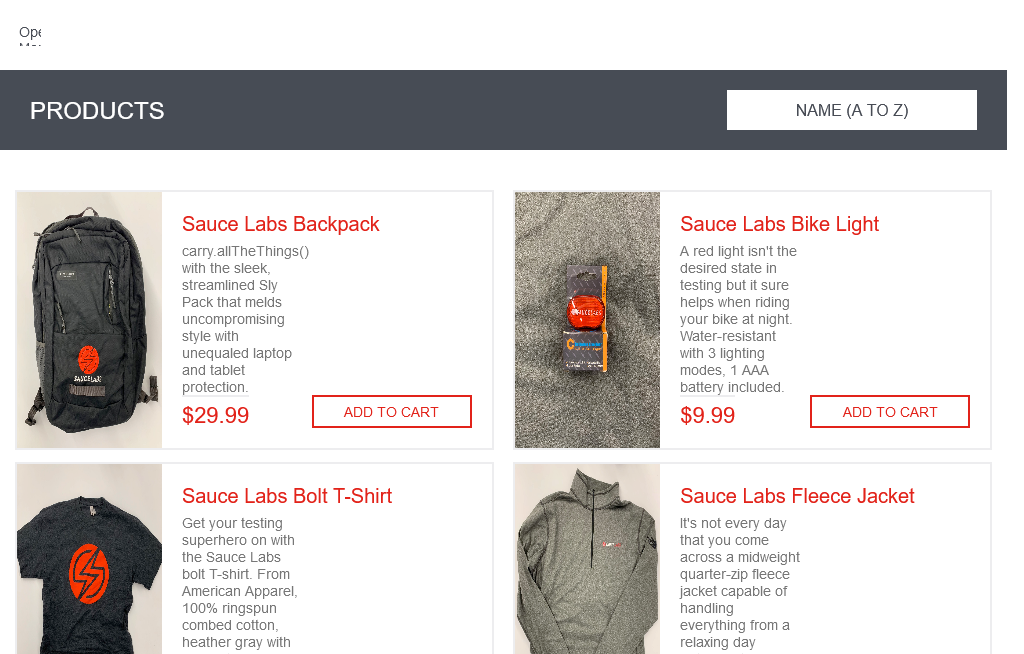 Ope
PRODUCTS
NAME (A TO Z)
Sauce Labs Backpack
carry.allTheThings()
with the sleek,
streamlined Sly
Pack that melds
uncompromising
style with
unequaled laptop
and tablet
protection.
$29.99
ADD TO CART
Sauce Labs Bike Light
A red light isn't the
desired state in
testing but it sure
helps when riding
your bike at night.
Water-resistant
with 3 lighting
modes, 1 AAA
battery included.
$9.99
ADD TO CART
SAUCELABS
Sauce Labs Bolt T-Shirt
Get your testing
superhero on with
the Sauce Labs
bolt T-shirt. From
American Apparel,
100% ringspun
combed cotton,
heather gray with
Sauce Labs Fleece Jacket
It's not every day
that you come
across a midweight
quarter-zip fleece
jacket capable of
handling
everything from a
relaxing day